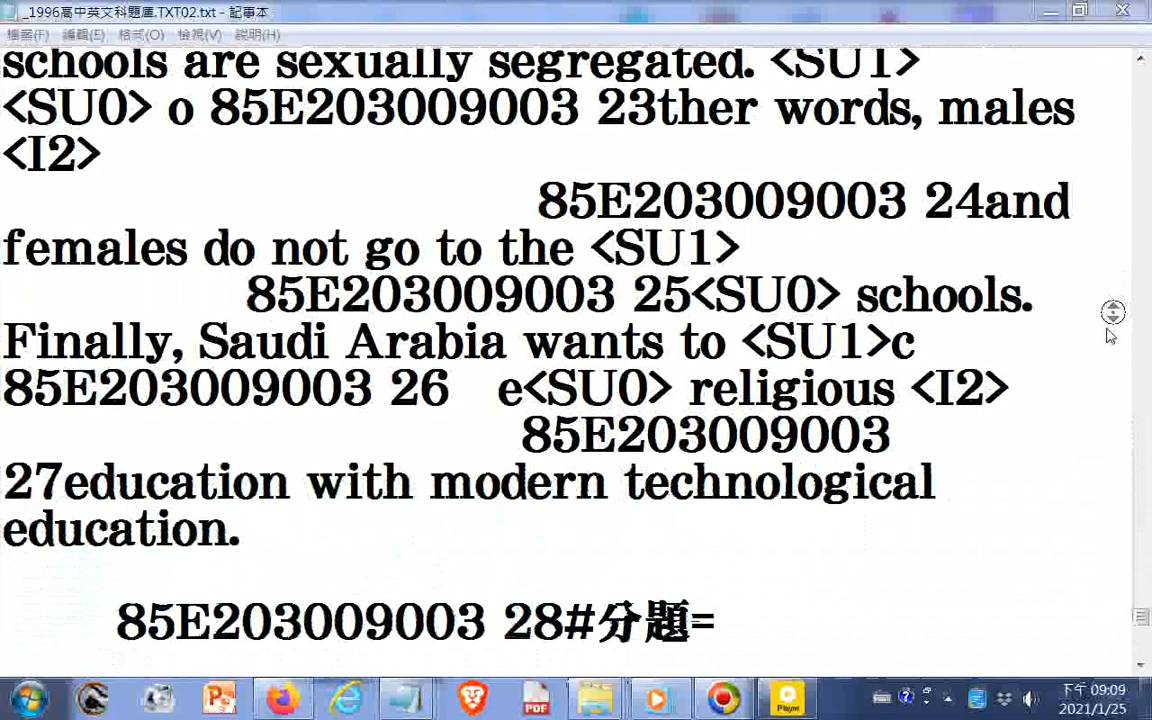 _1996高中英文科題庫.TXT02.txt - 記事本
檔案(F) 編輯(E) 格式(O) 檢視(V) 說明(H)
schools are sexually segregated. <SU1>
<SU0> o 85E203009003 23ther words, males
<I2>
85E203009003 24and
females do not go to the <SU1>
85E203009003 25<SU0> schools.
Finally, Saudi Arabia wants to <SU1>c
85E203009003 26 e<SU0> religious <I2>
85E203009003
27education with modern technological
education.
85E203009003 28#分題=
PDF
Player
下午 09:09
2021/1/25